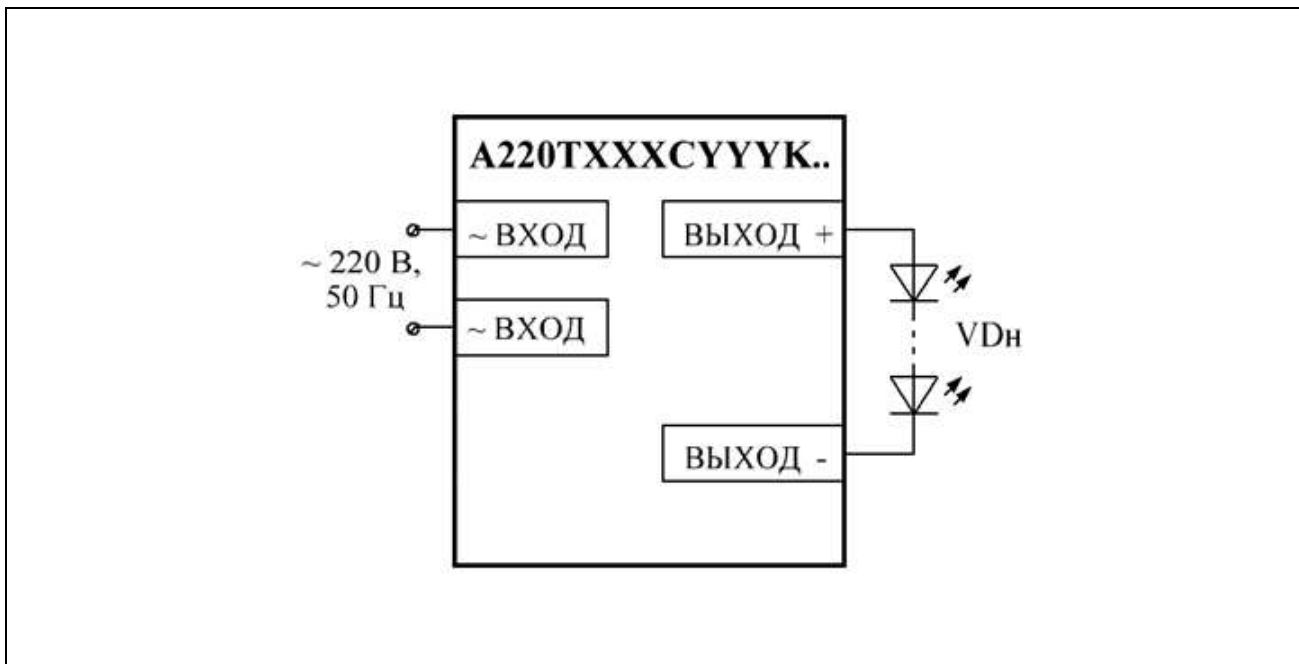 A220TXXXCYYYK..
~ ВХОД
ВЫХОД +
~ 220 В,
50 Гц
~ ВХОД
VDн
ВЫХОД -